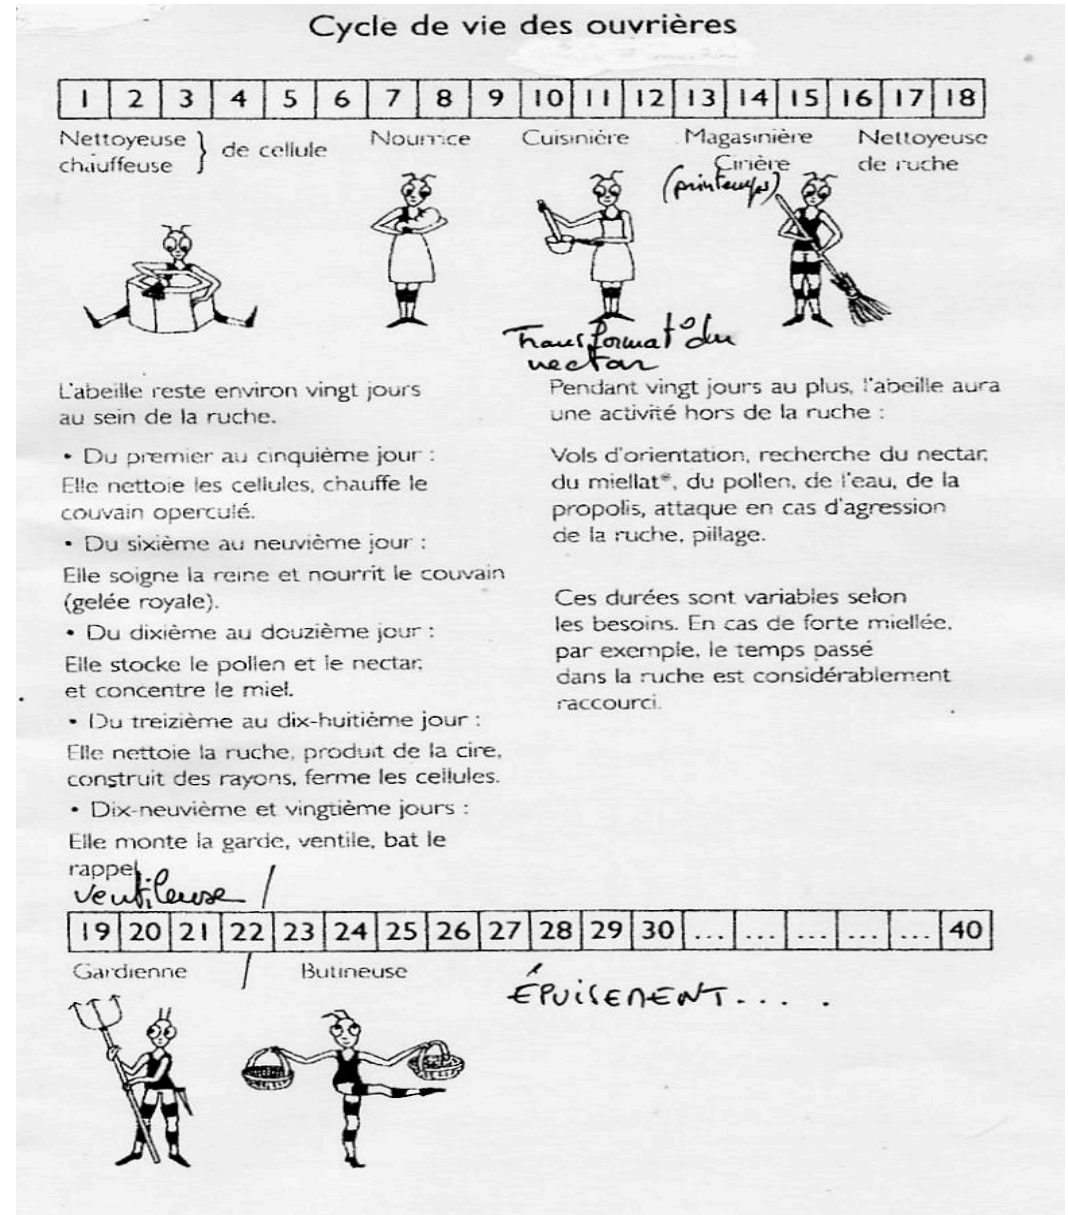 Cycle de vie des ouvrières
1 2 3 4 5 6 7 8 9 10 11 12 13 14 15 16 17 18
Nettoyeuse } de cellule Nourrice Cuisinière Magasinière Nettoyeuse
chauffeuse Cirière de ruche
(printemps)
Transformat° du
nectar
L'abeille reste environ vingt jours
au sein de la ruche.
• Du premier au cinquième jour :
Elle nettoie les cellules, chauffe le
couvain operculé.
• Du sixième au neuvième jour :
Elle soigne la reine et nourrit le couvain
(gelée royale).
• Du dixième au douzième jour :
Elle stocke le pollen et le nectar,
et concentre le miel.
• Du treizième au dix-huitième jour :
Elle nettoie la ruche, produit de la cire,
construit des rayons, ferme les cellules.
• Dix-neuvième et vingtième jours :
Elle monte la garde, ventile, bat le
rappel
Pendant vingt jours au plus, l'abeille aura
une activité hors de la ruche :
Vols d'orientation, recherche du nectar,
du miellat*, du pollen, de l'eau, de la
propolis, attaque en cas d'agression
de la ruche, pillage.
Ces durées sont variables selon
les besoins. En cas de forte miellée,
par exemple, le temps passé
dans la ruche est considérablement
raccourci.
ventileuse /
19 20 21 22 23 24 25 26 27 28 29 30 ... ... ... ... ... 40
Gardienne / Butineuse
ÉPUISEMENT.... .